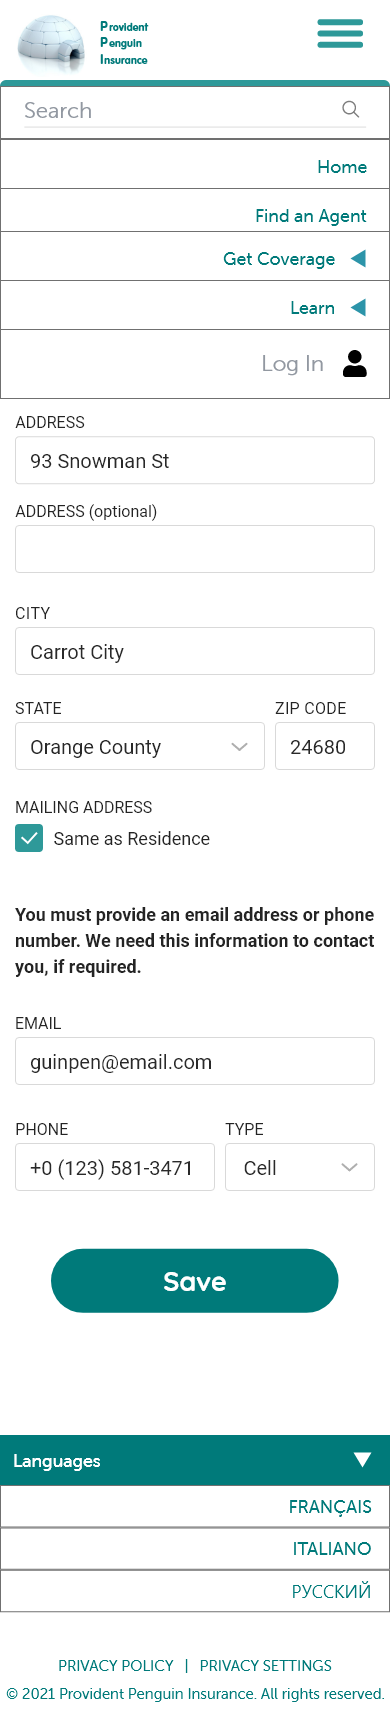 Provident
Penguin
Insurance
Search
Home
Find an Agent
Get Coverage
Learn
Log In
ADDRESS
93 Snowman St
ADDRESS (optional)
CITY
Carrot City
STATE
ZIP CODE
Orange County
24680
MAILING ADDRESS
Same as Residence
You must provide an email address or phone
number. We need this information to contact
you, if required.
EMAIL
guinpen@email.com
PHONE
TYPE
+0 (123) 581-3471
Cell
Save
Languages
FRANÇAIS
ITALIANO
РУССКИЙ
PRIVACY POLICY | PRIVACY SETTINGS
© 2021 Provident Penguin Insurance. All rights reserved.